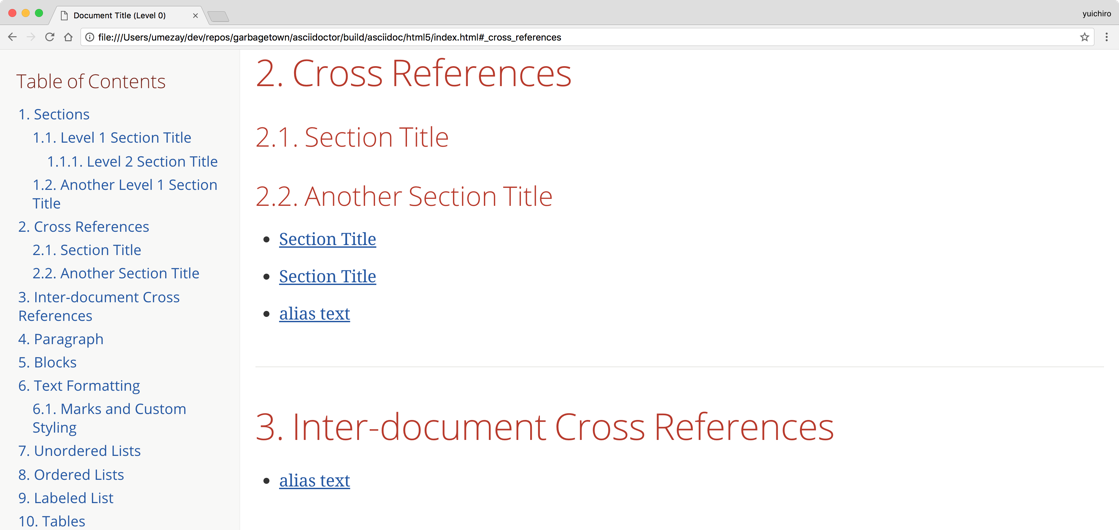 Document Title (Level 0)
yuichiro
file:///Users/umezay/dev/repos/garbagetown/asciidoctor/build/asciidoc/html5/index.html#_cross_references
Table of Contents
1. Sections
1.1. Level 1 Section Title
1.1.1. Level 2 Section Title
1.2. Another Level 1 Section
Title
2. Cross References
2.1. Section Title
2.2. Another Section Title
3. Inter-document Cross
References
4. Paragraph
5. Blocks
6. Text Formatting
6.1. Marks and Custom
Styling
7. Unordered Lists
8. Ordered Lists
9. Labeled List
10. Tables
2. Cross References
2.1. Section Title
2.2. Another Section Title
Section Title
Section Title
alias text
3. Inter-document Cross References
alias text